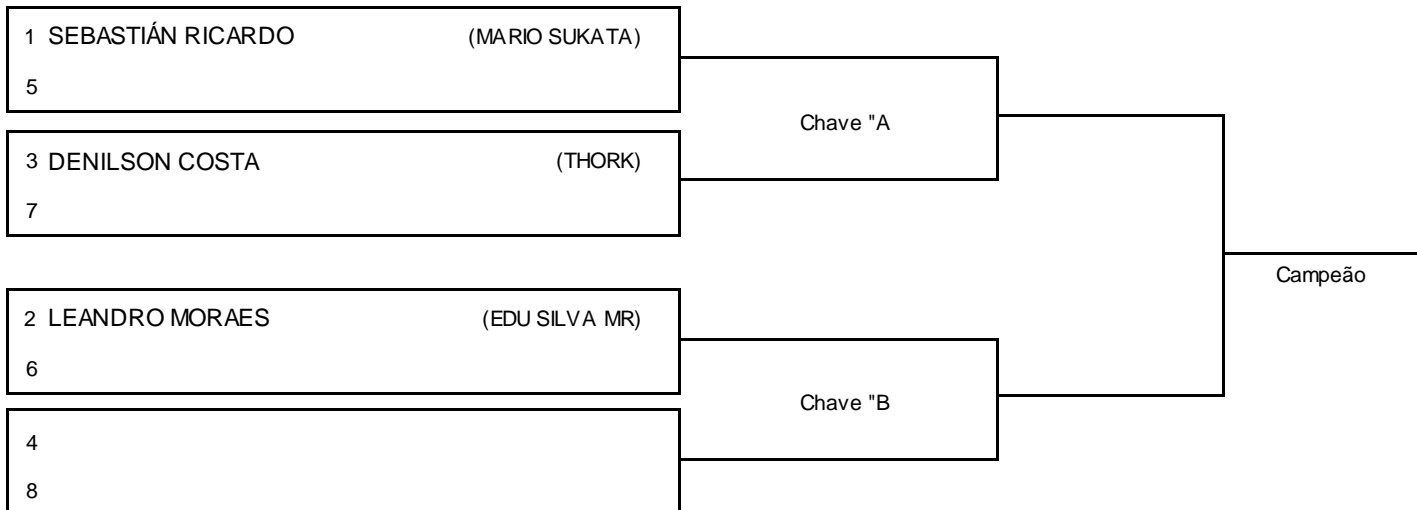 1 SEBASTIÁN RICARDO (MARIO SUKATA)
5
Chave "A
3 DENILSON COSTA (THORK)
7
Campeão
2 LEANDRO MORAES (EDU SILVA MR)
6
Chave "B
4
8